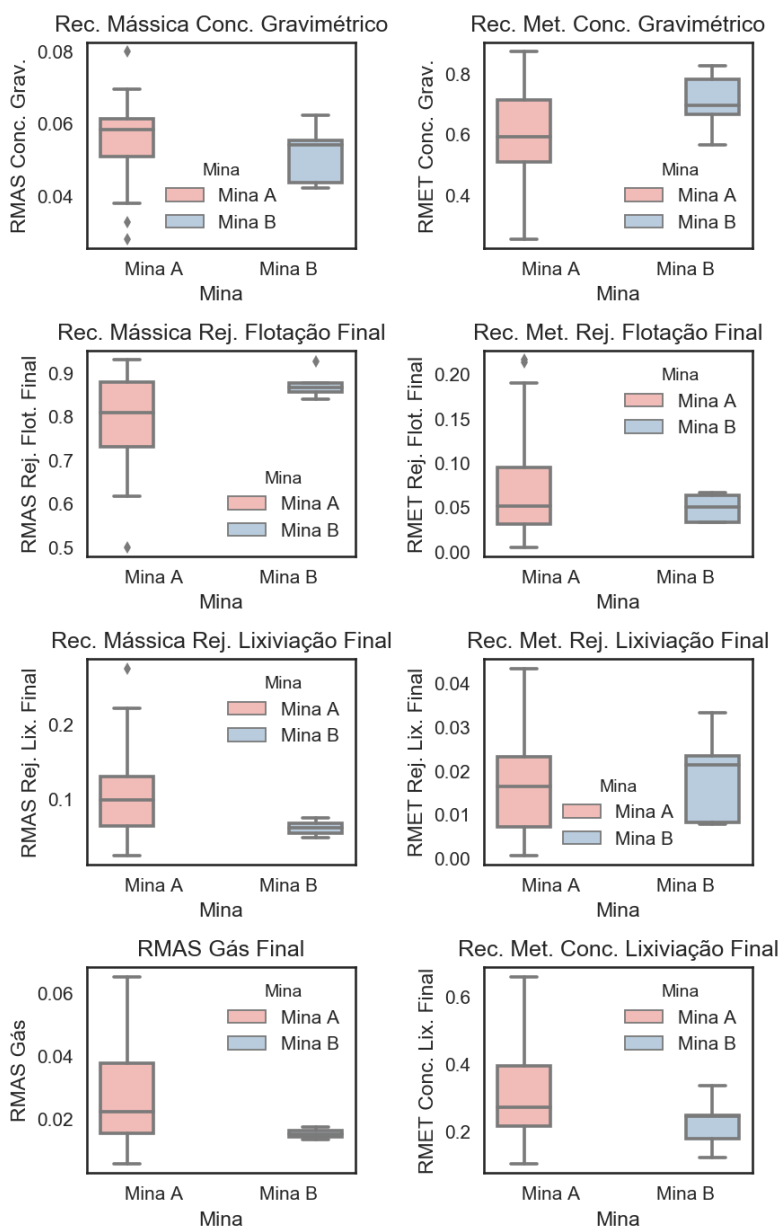 Rec. Mássica Conc. Gravimétrico
RMAS Conc. Grav.
0.08
0.06
0.04
Mina
Mina A
Mina B
Mina A
Mina B
Mina
Rec. Met. Conc. Gravimétrico
RMET Conc. Grav.
0.8
0.6
0.4
Mina
Mina A
Mina B
Mina A
Mina B
Mina
Rec. Mássica Rej. Flotação Final
RMAS Rej. Flot. Final
0.9
0.8
0.7
0.6
0.5
Mina
Mina A
Mina B
Mina A
Mina B
Mina
Rec. Met. Rej. Flotação Final
RMET Rej. Flot. Final
0.20
0.15
0.10
0.05
0.00
Mina
Mina A
Mina B
Mina A
Mina B
Mina
Rec. Mássica Rej. Lixiviação Final
RMAS Rej. Lix. Final
0.2
0.1
Mina
Mina A
Mina B
Mina A
Mina B
Mina
Rec. Met. Rej. Lixiviação Final
RMET Rej. Lix. Final
0.04
0.03
0.02
0.01
0.00
Mina
Mina A
Mina B
Mina A
Mina B
Mina
RMAS Gás Final
RMAS Gás
0.06
0.04
0.02
Mina
Mina A
Mina B
Mina A
Mina B
Mina
Rec. Met. Conc. Lixiviação Final
RMET Conc. Lix. Final
0.6
0.4
0.2
Mina
Mina A
Mina B
Mina A
Mina B
Mina